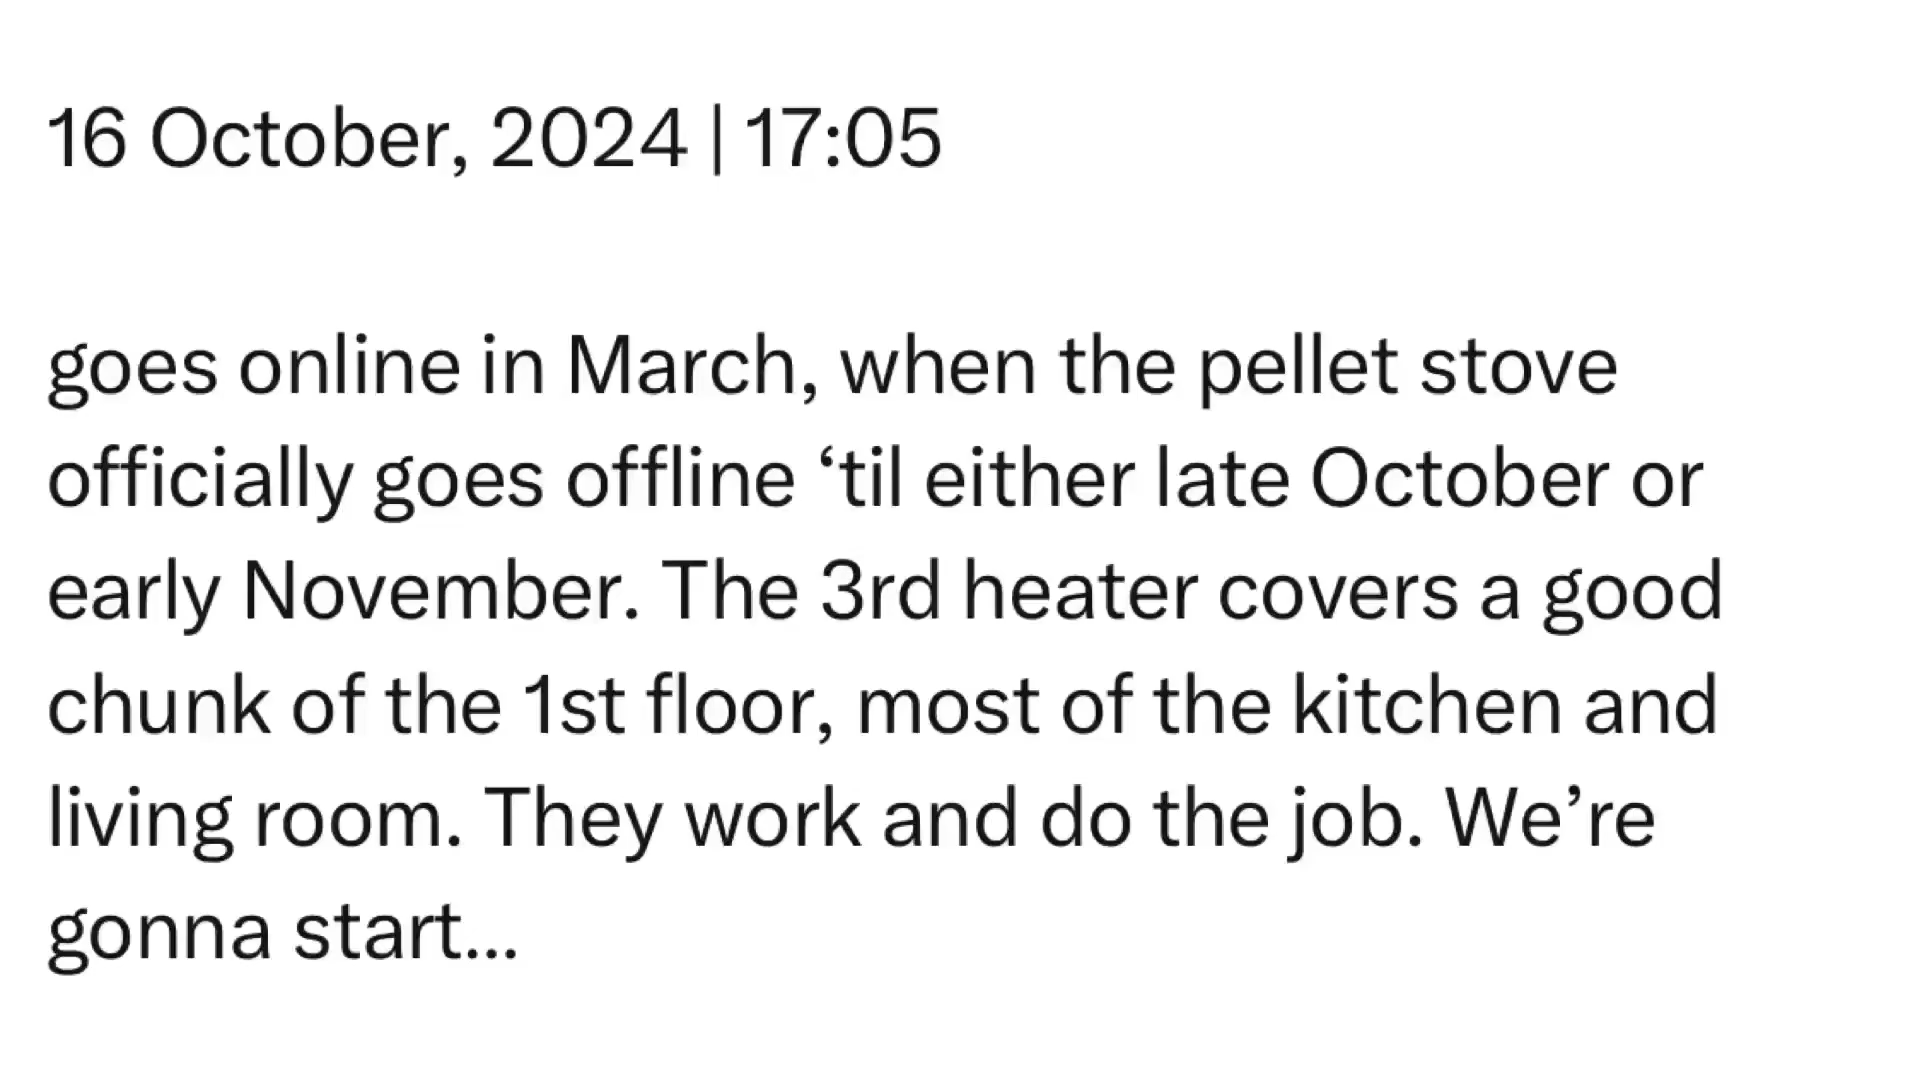 16 October, 2024 | 17:05
goes online in March, when the pellet stove
officially goes offline ‘til either late October or
early November. The 3rd heater covers a good
chunk of the 1st floor, most of the kitchen and
living room. They work and do the job. We’re
gonna start...